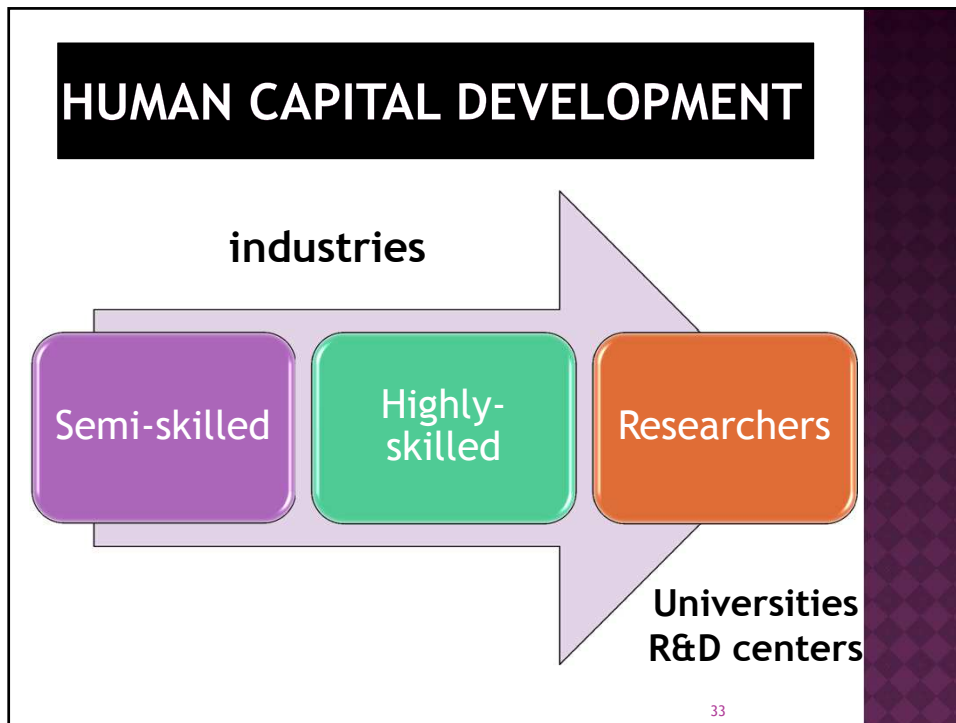 HUMAN CAPITAL DEVELOPMENT
industries
Semi-skilled
Highly-
skilled
Researchers
Universities
R&D centers
33